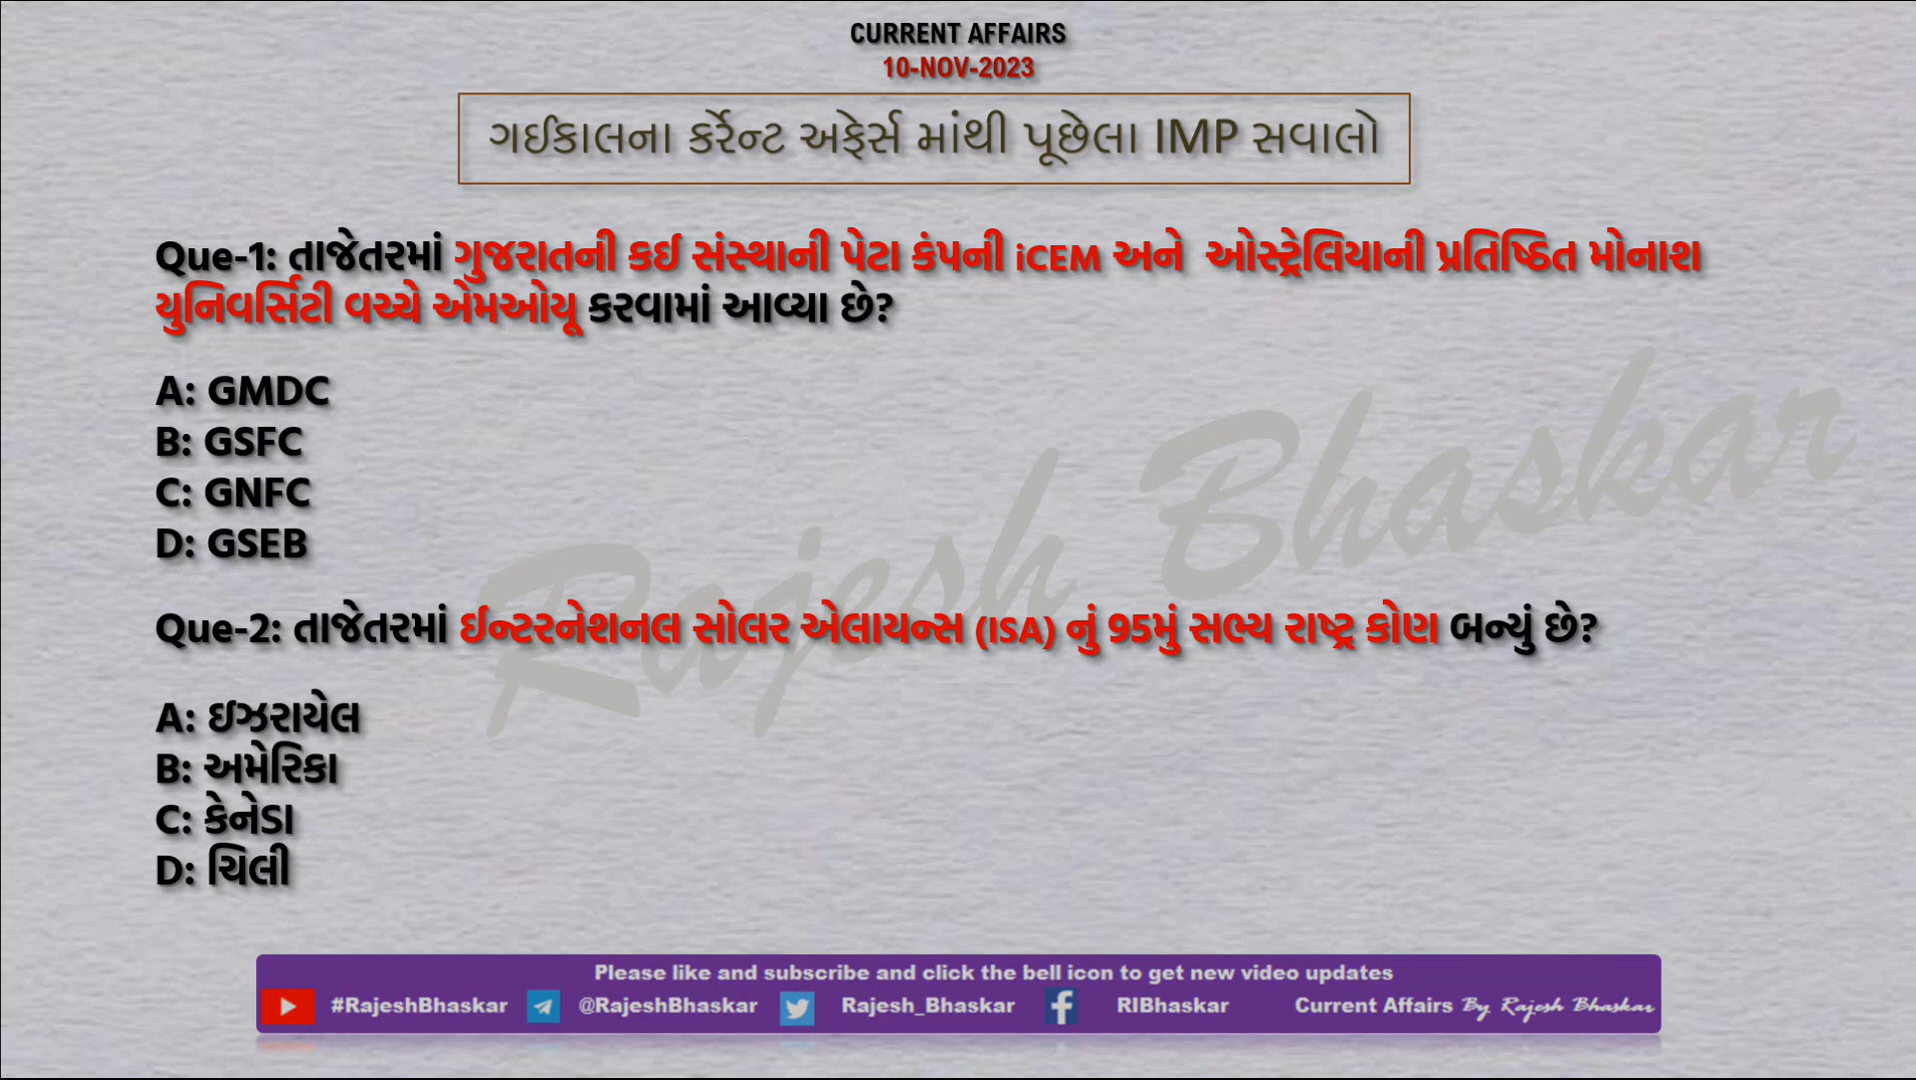 CURRENT AFFAIRS
10-NOV-2023
ગઈકાલના કર્રેન્ટ અફેર્સ માંથી પૂછેલા IMP સવાલો
Que-1: તાજેતરમાં ગુજરાતની કઈ સંસ્થાની પેટા કંપની iCEM અને ઓસ્ટ્રેલિયાની પ્રતિષ્ઠિત મોનાશ
યુનિવર્સિટી વચ્ચે એમઓયૂ કરવામાં આવ્યા છે?
A: GMDC
B: GSFC
C: GNFC
D: GSEB
Rajesh Bhaskar
Que-2: તાજેતરમાં ઈન્ટરનેશનલ સોલર એલાયન્સ (ISA) નું 95મું સભ્ય રાષ્ટ્ર કોણ બન્યું છે?
A: ઈઝરાયેલ
B: અમેરિકા
C: કેનેડા
D: ચિલી
Please like and subscribe and click the bell icon to get new video updates
#RajeshBhaskar @RajeshBhaskar Rajesh_Bhaskar RIBhaskar Current Affairs By Rajesh Bhaskar